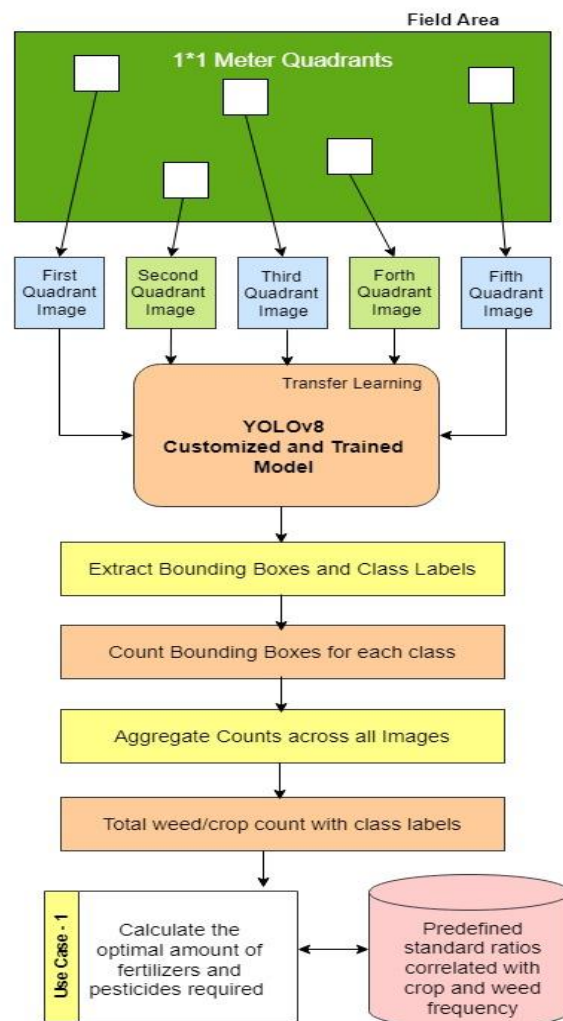 Field Area
1*1 Meter Quadrants
First
Quadrant
Image
Second
Quadrant
Image
Third
Quadrant
Image
Forth
Quadrant
Image
Fifth
Quadrant
Image
Transfer Learning
YOLOv8
Customized and Trained
Model
Extract Bounding Boxes and Class Labels
Count Bounding Boxes for each class
Aggregate Counts across all Images
Total weed/crop count with class labels
Use Case - 1
Calculate the
optimal amount of
fertilizers and
pesticides required
Predefined
standard ratios
correlated with
crop and weed
frequency